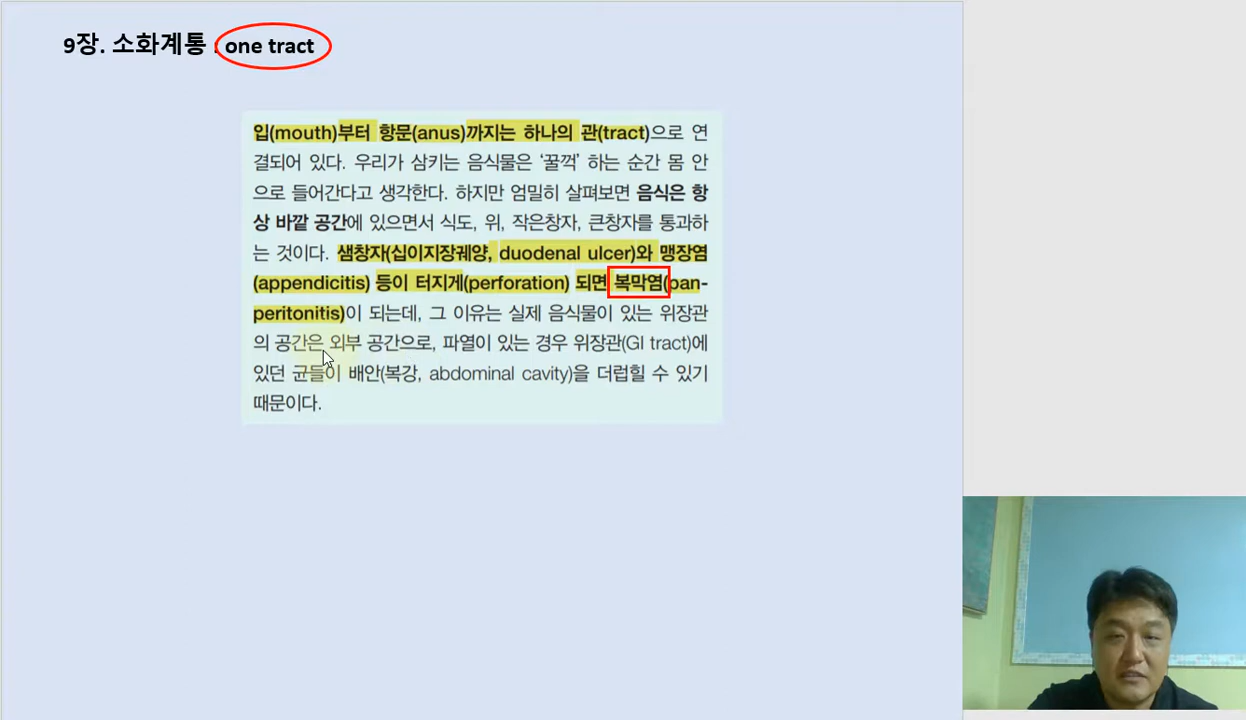 9장. 소화계통 : one tract
입(mouth)부터 항문(anus)까지는 하나의 관(tract)으로 연
결되어 있다. 우리가 삼키는 음식물은 ‘꿀꺽’ 하는 순간 몸 안
으로 들어간다고 생각한다. 하지만 엄밀히 살펴보면 음식은 항
상 바깥 공간에 있으면서 식도, 위, 작은창자, 큰창자를 통과하
는 것이다. 샘창자(십이지장궤양, duodenal ulcer)와 맹장염
(appendicitis) 등이 터지게(perforation) 되면 복막염(pan-
peritonitis)이 되는데, 그 이유는 실제 음식물이 있는 위장관
의 공간은 외부 공간으로, 파열이 있는 경우 위장관(GI tract)에
있던 균들이 배안(복강, abdominal cavity)을 더럽힐 수 있기
때문이다.